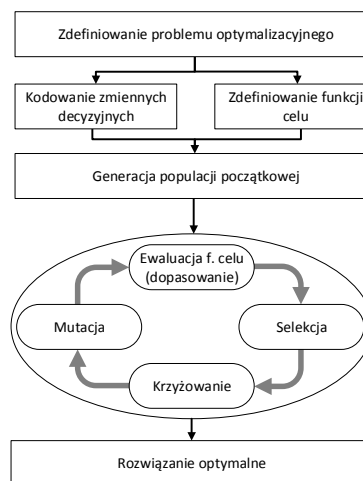 Zdefiniowanie problemu optymalizacyjnego
Kodowanie zmiennych
decyzyjnych
Zdefiniowanie funkcji
celu
Generacja populacji początkowej
Ewaluacja f. celu
(dopasowanie)
Mutacja
Selekcja
Krzyżowanie
Rozwiązanie optymalne